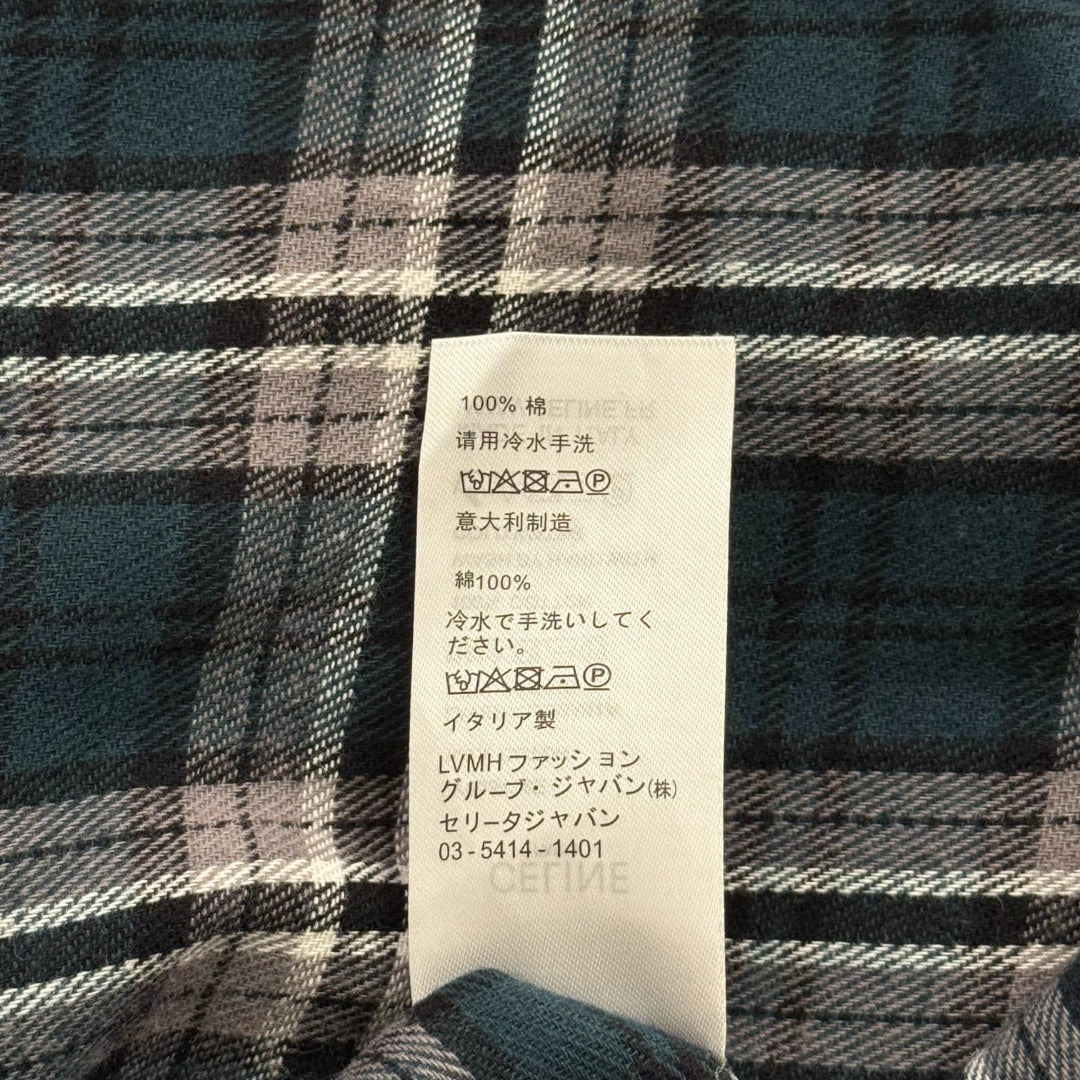 100% 棉
请用冷水手洗
P
意大利制造
綿100%
冷水で手洗いしてく
ださい。
P
イタリア製
LVMHファッション
グループ・ジャパン(株)
セリータジャパン
03-5414-1401
CELINE